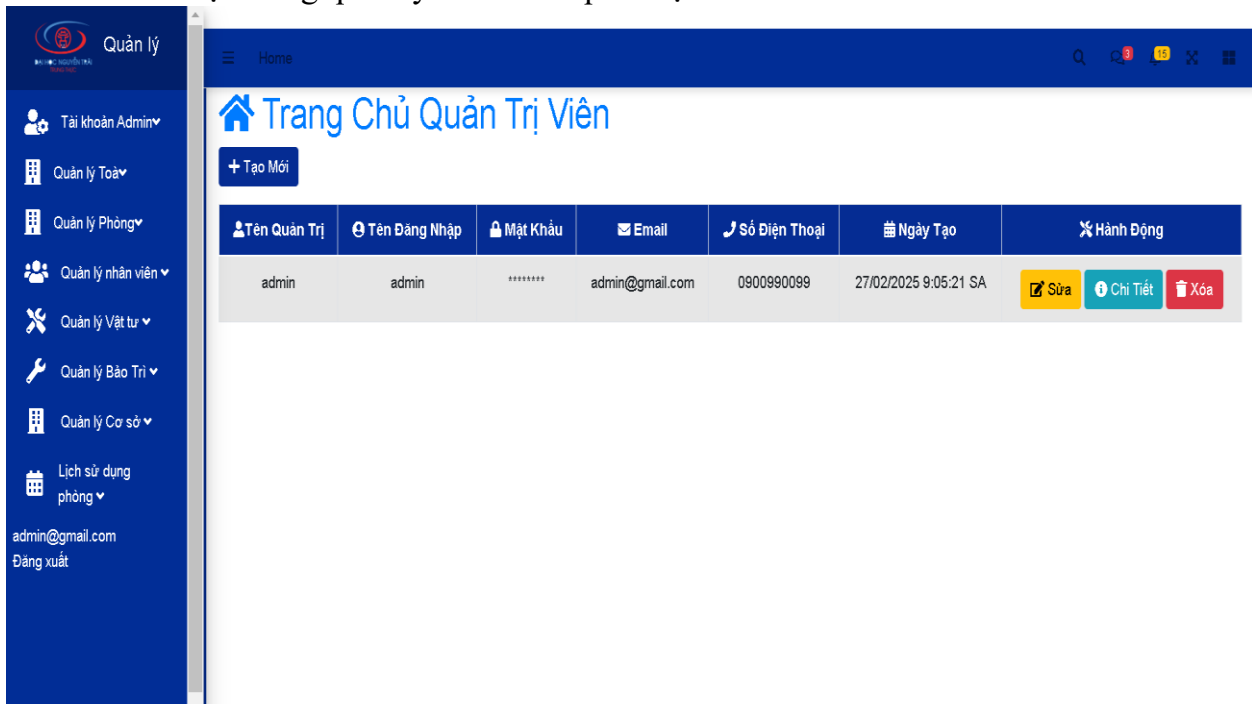 Quản lý
ĐẠI HỌC NGUYỄN TRÃI
Home
3
15
Tài khoản Admin
Quản lý Toà
Quản lý Phòng
Quản lý nhân viên
Quản lý Vật tư
Quản lý Bảo Trì
Quản lý Cơ sở
Lịch sử dụng
phòng
admin@gmail.com
Đăng xuất
Trang Chủ Quản Trị Viên
+ Tạo Mới
Tên Quản Trị Tên Đăng Nhập Mật Khẩu Email Số Điện Thoại Ngày Tạo Hành Động
admin admin ******** admin@gmail.com 0900990099 27/02/2025 9:05:21 SA Sửa Chi Tiết Xóa